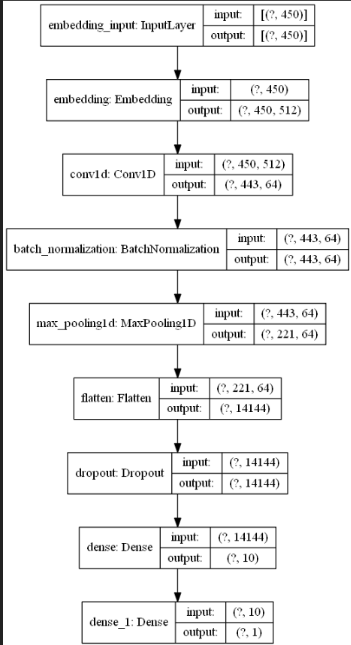 embedding_input: InputLayer input: [(?, 450)]
output: [(?, 450)]
embedding: Embedding input: (?, 450)
output: (?, 450, 512)
conv1d: Conv1D input: (?, 450, 512)
output: (?, 443, 64)
batch_normalization: BatchNormalization input: (?, 443, 64)
output: (?, 443, 64)
max_pooling1d: MaxPooling1D input: (?, 443, 64)
output: (?, 221, 64)
flatten: Flatten input: (?, 221, 64)
output: (?, 14144)
dropout: Dropout input: (?, 14144)
output: (?, 14144)
dense: Dense input: (?, 14144)
output: (?, 10)
dense_1: Dense input: (?, 10)
output: (?, 1)